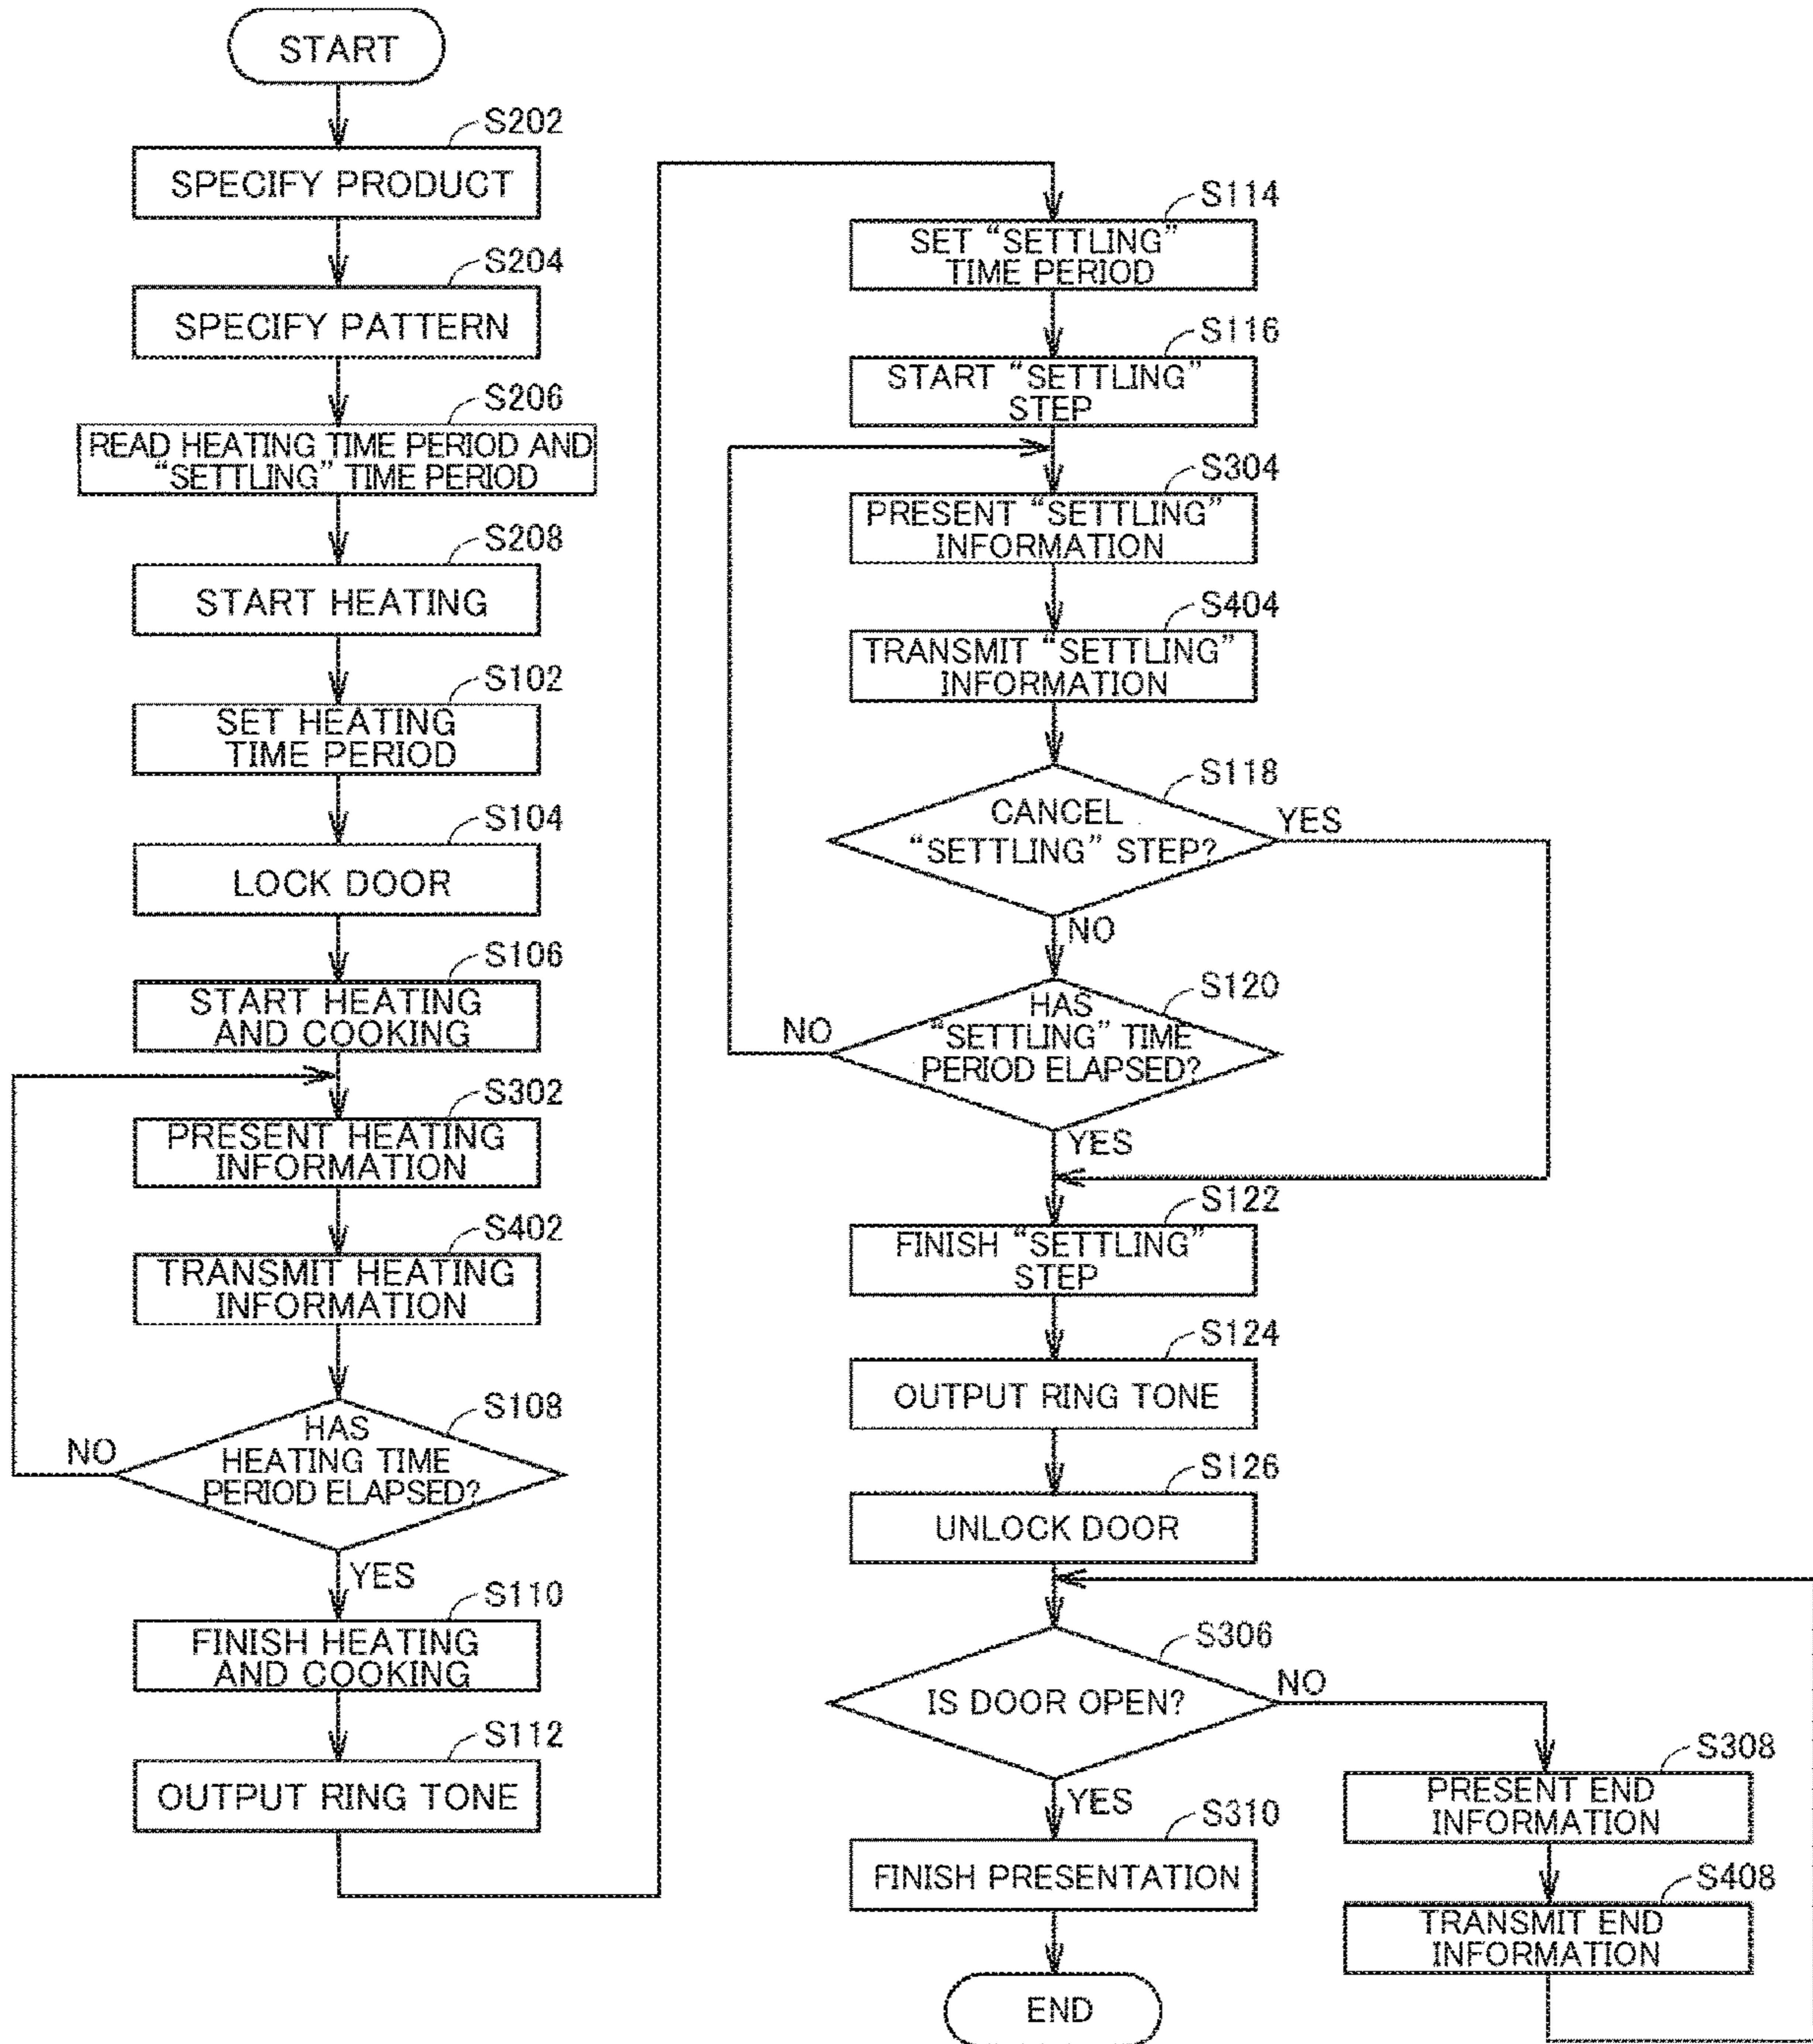 START
S202
SPECIFY PRODUCT
S204
SPECIFY PATTERN
S206
READ HEATING TIME PERIOD AND
“SETTLING” TIME PERIOD
S208
START HEATING
S102
SET HEATING
TIME PERIOD
S104
LOCK DOOR
S106
START HEATING
AND COOKING
S302
PRESENT HEATING
INFORMATION
S402
TRANSMIT HEATING
INFORMATION
S108
HAS
HEATING TIME
PERIOD ELAPSED?
NO
YES
S110
FINISH HEATING
AND COOKING
S112
OUTPUT RING TONE
S114
SET “SETTLING”
TIME PERIOD
S116
START “SETTLING”
STEP
S304
PRESENT “SETTLING”
INFORMATION
S404
TRANSMIT “SETTLING”
INFORMATION
S118
CANCEL
“SETTLING” STEP?
YES
NO
S120
HAS
“SETTLING” TIME
PERIOD ELAPSED?
NO
YES
S122
FINISH “SETTLING”
STEP
S124
OUTPUT RING TONE
S126
UNLOCK DOOR
S306
IS DOOR OPEN?
NO
YES
S308
PRESENT END
INFORMATION
S408
TRANSMIT END
INFORMATION
S310
FINISH PRESENTATION
END